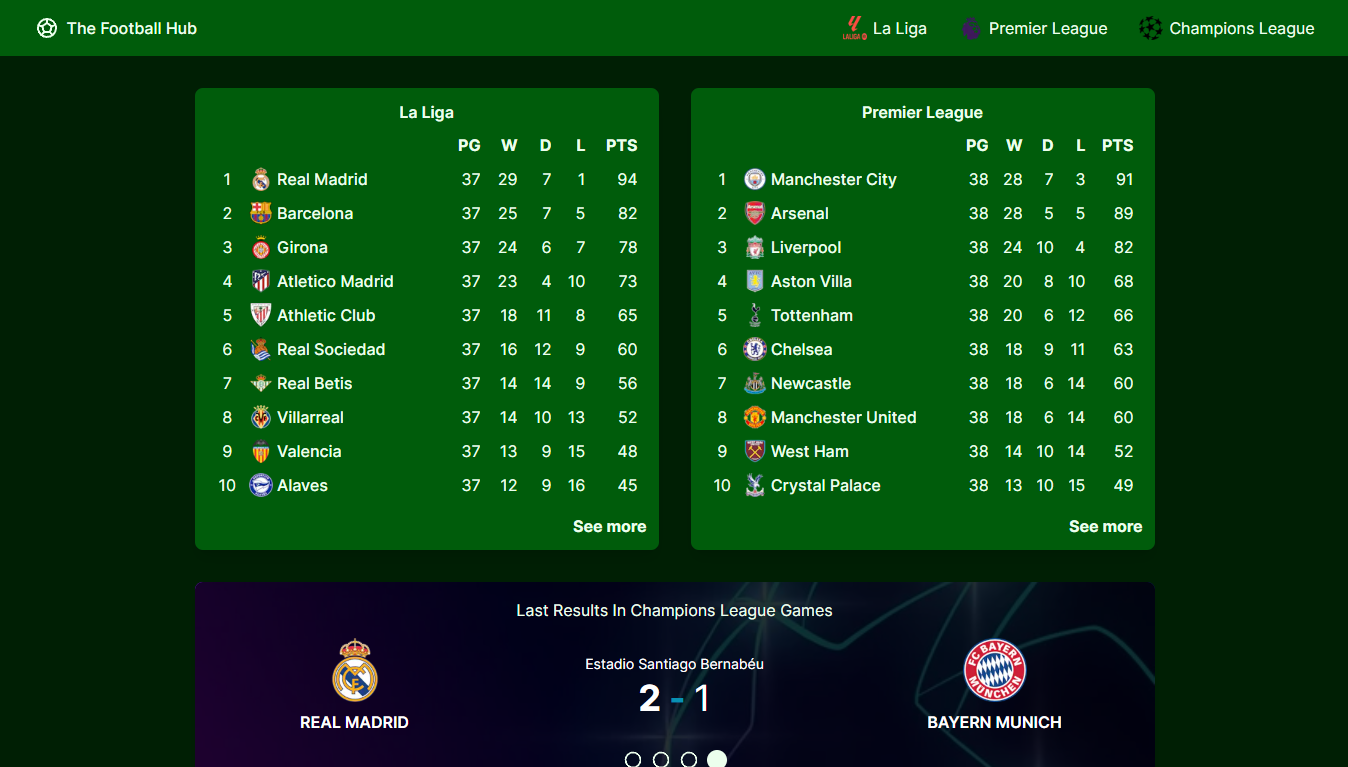 The Football Hub
LALIGA
La Liga
Premier League
Champions League
La Liga
PG W D L PTS
1 Real Madrid 37 29 7 1 94
2 Barcelona 37 25 7 5 82
3 Girona 37 24 6 7 78
4 Atletico Madrid 37 23 4 10 73
5 Athletic Club 37 18 11 8 65
6 Real Sociedad 37 16 12 9 60
7 Real Betis 37 14 14 9 56
8 Villarreal 37 14 10 13 52
9 Valencia 37 13 9 15 48
10 Alaves 37 12 9 16 45
See more
Premier League
PG W D L PTS
1 Manchester City 38 28 7 3 91
2 Arsenal 38 28 5 5 89
3 Liverpool 38 24 10 4 82
4 Aston Villa 38 20 8 10 68
5 Tottenham 38 20 6 12 66
6 Chelsea 38 18 9 11 63
7 Newcastle 38 18 6 14 60
8 Manchester United 38 18 6 14 60
9 West Ham 38 14 10 14 52
10 Crystal Palace 38 13 10 15 49
See more
Last Results In Champions League Games
REAL MADRID
Estadio Santiago Bernabéu
2 - 1
FC BAYERN MÜNCHEN
BAYERN MUNICH